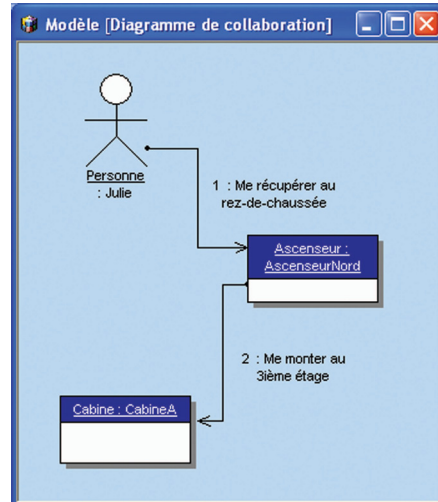 Modèle [Diagramme de collaboration]
Personne
: Julie
1 : Me récupérer au
rez-de-chaussée
Ascenseur :
AscenseurNord
2 : Me monter au
3ième étage
Cabine : CabineA